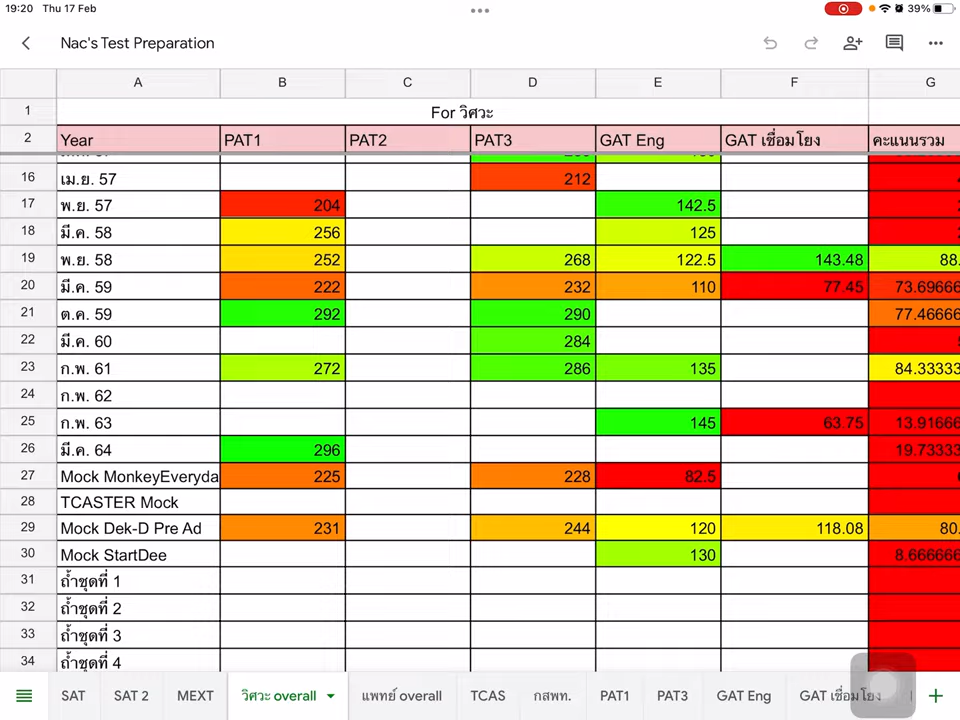 19:20 Thu 17 Feb 39%
Nac's Test Preparation
A B C D E F G
1 For วิศวะ
2 Year PAT1 PAT2 PAT3 GAT Eng GAT เชื่อมโยง คะแนนรวม
16 เม.ย. 57 212
17 พ.ย. 57 204 142.5
18 มี.ค. 58 256 125
19 พ.ย. 58 252 268 122.5 143.48 88.
20 มี.ค. 59 222 232 110 77.45 73.69666
21 ต.ค. 59 292 290 77.46666
22 มี.ค. 60 284
23 ก.พ. 61 272 286 135 84.33333
24 ก.พ. 62
25 ก.พ. 63 145 63.75 13.91666
26 มี.ค. 64 296 19.73333
27 Mock MonkeyEveryda 225 228 82.5
28 TCASTER Mock
29 Mock Dek-D Pre Ad 231 244 120 118.08 80.
30 Mock StartDee 130 8.666666
31 ถ้ำชุดที่ 1
32 ถ้ำชุดที่ 2
33 ถ้ำชุดที่ 3
34 ถ้ำชุดที่ 4
SAT SAT 2 MEXT วิศวะ overall แพทย์ overall TCAS กสพท. PAT1 PAT3 GAT Eng GAT เชื่อมโยง